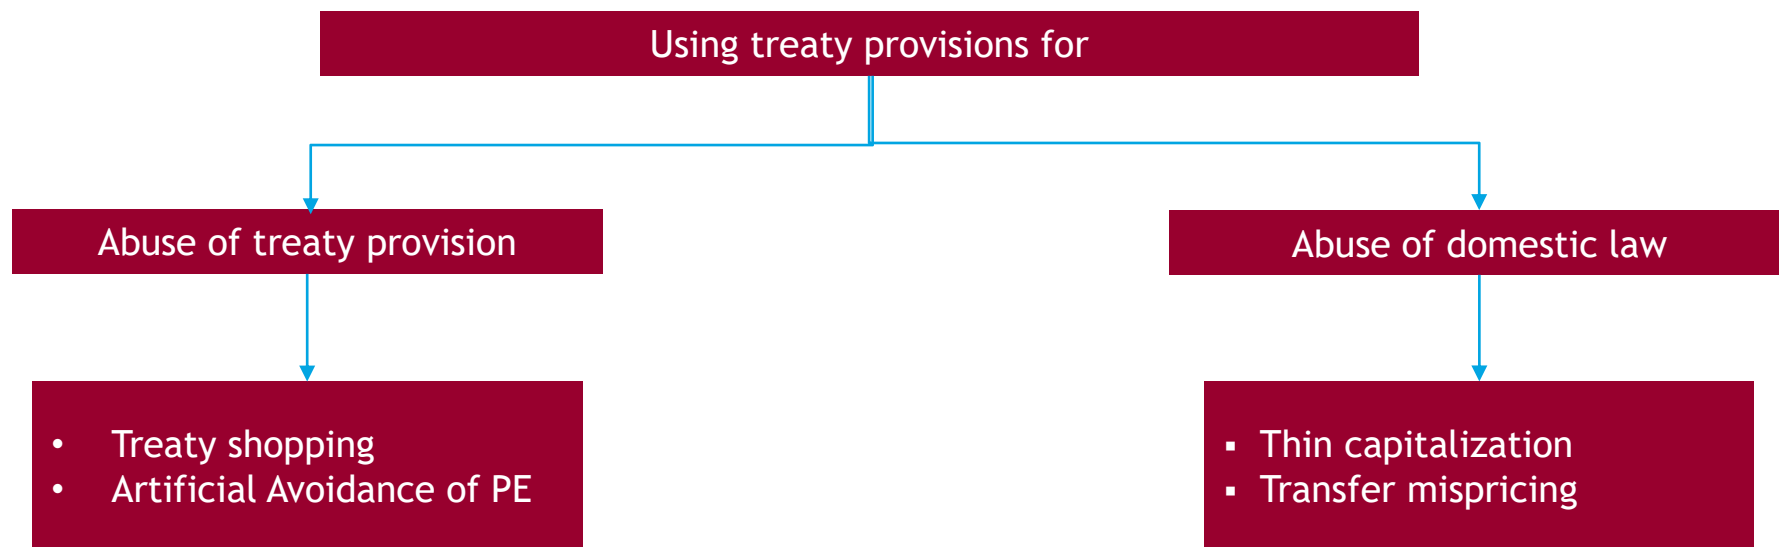 Using treaty provisions for
Abuse of treaty provision
Abuse of domestic law
• Treaty shopping
• Artificial Avoidance of PE
▪ Thin capitalization
▪ Transfer mispricing